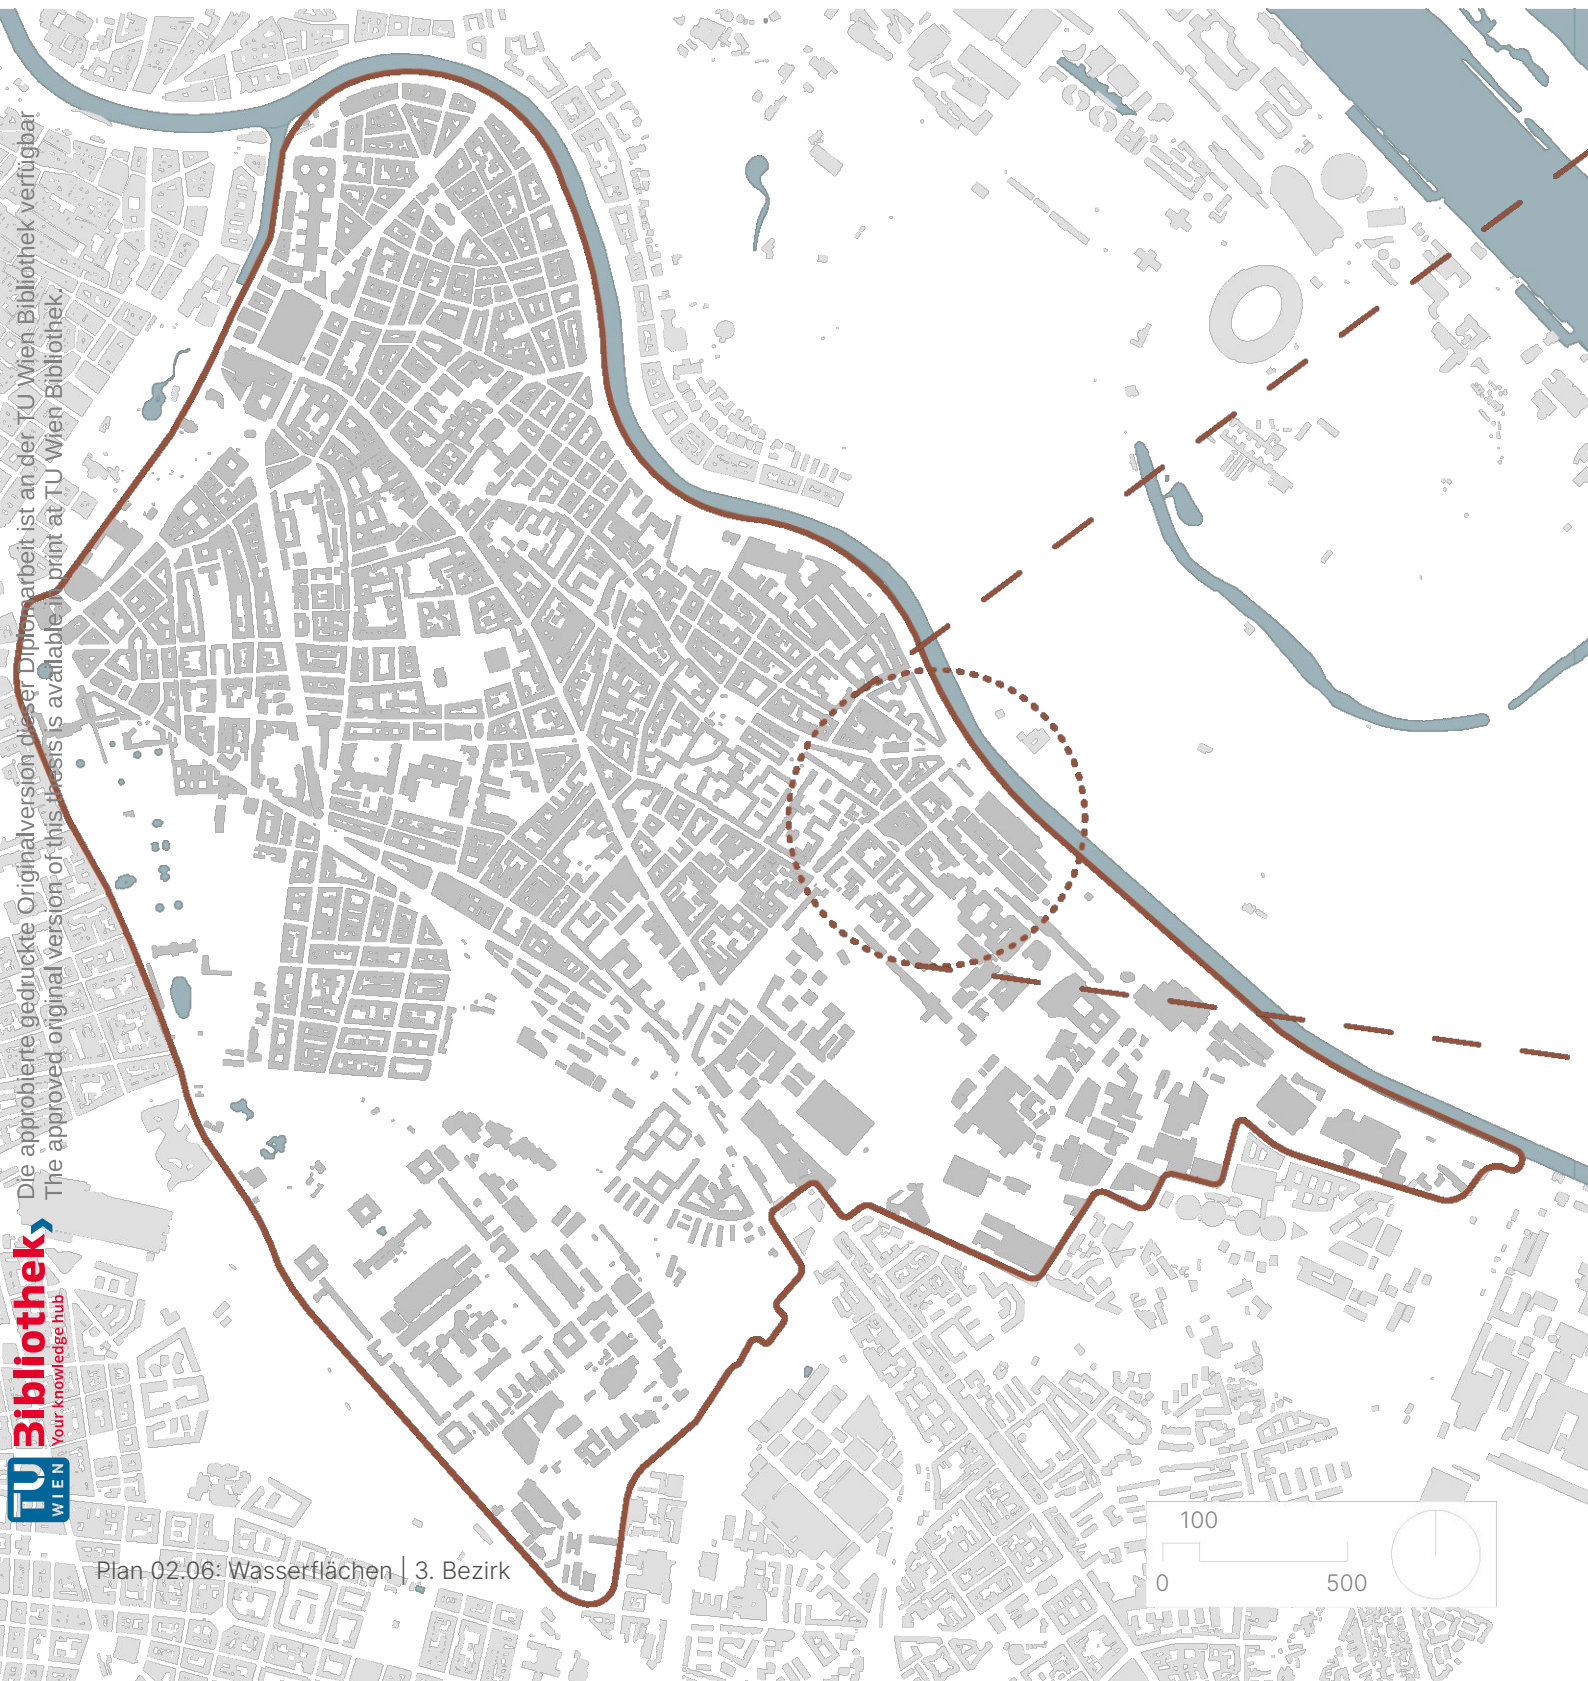 Die approbierte gedruckte Originalversion dieser Diplomarbeit ist an der TU Wien Bibliothek verfügbar
The approved original version of this thesis is available in print at TU Wien Bibliothek.
Bibliothek
Your knowledge hub
TU
WIEN
Plan 02.06: Wasserflächen | 3. Bezirk
100
0
500